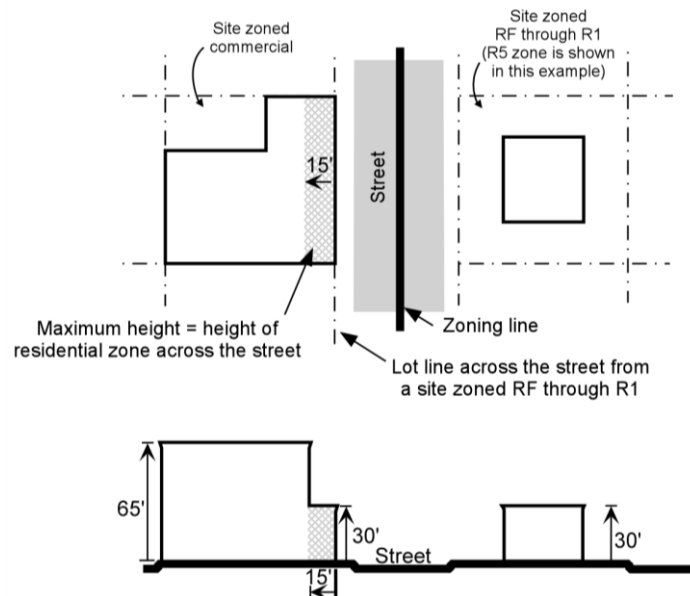 Site zoned
commercial
Site zoned
RF through R1
(R5 zone is shown
in this example)
15'
Street
Maximum height = height of
residential zone across the street
Zoning line
Lot line across the street from
a site zoned RF through R1
65'
30'
Street
30'
15'